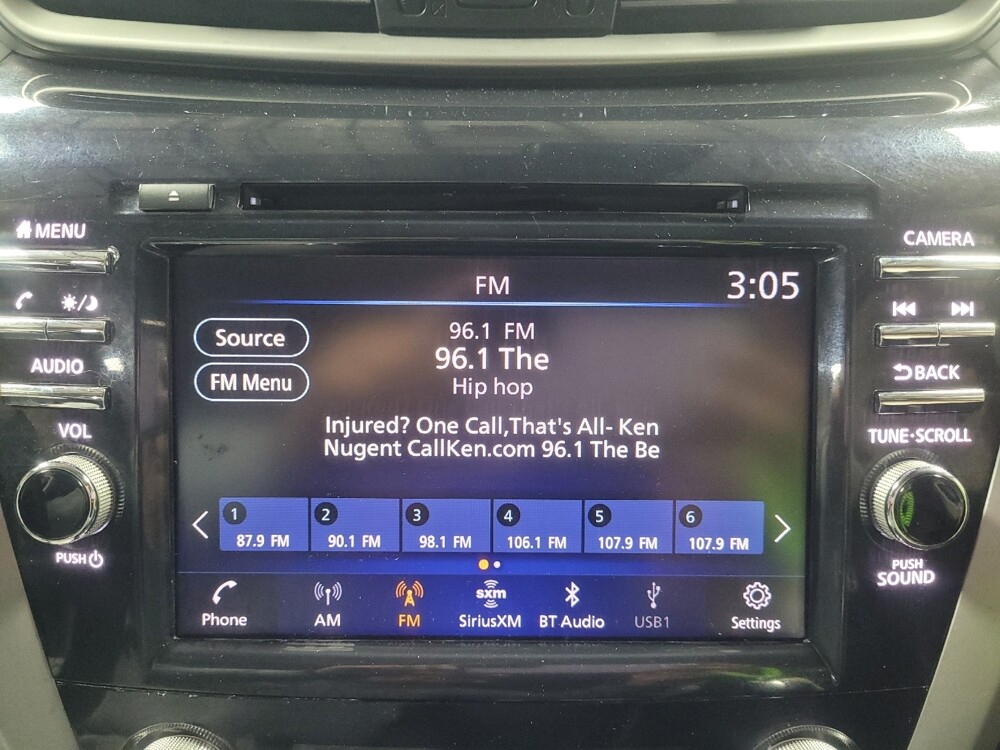 MENU
CAMERA
FM
3:05
Source
96.1 FM
FM Menu
96.1 The
Hip hop
AUDIO
BACK
Injured? One Call,That's All- Ken
Nugent CallKen.com 96.1 The Be
VOL
TUNE·SCROLL
1 2 3 4 5 6
87.9 FM 90.1 FM 98.1 FM 106.1 FM 107.9 FM 107.9 FM
PUSH
PUSH
SOUND
sxm
Phone AM FM SiriusXM BT Audio USB1 Settings